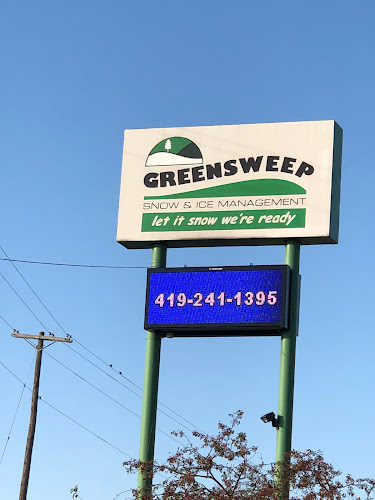 GREENSWEEP
SNOW & ICE MANAGEMENT
let it snow we're ready
419-241-1395